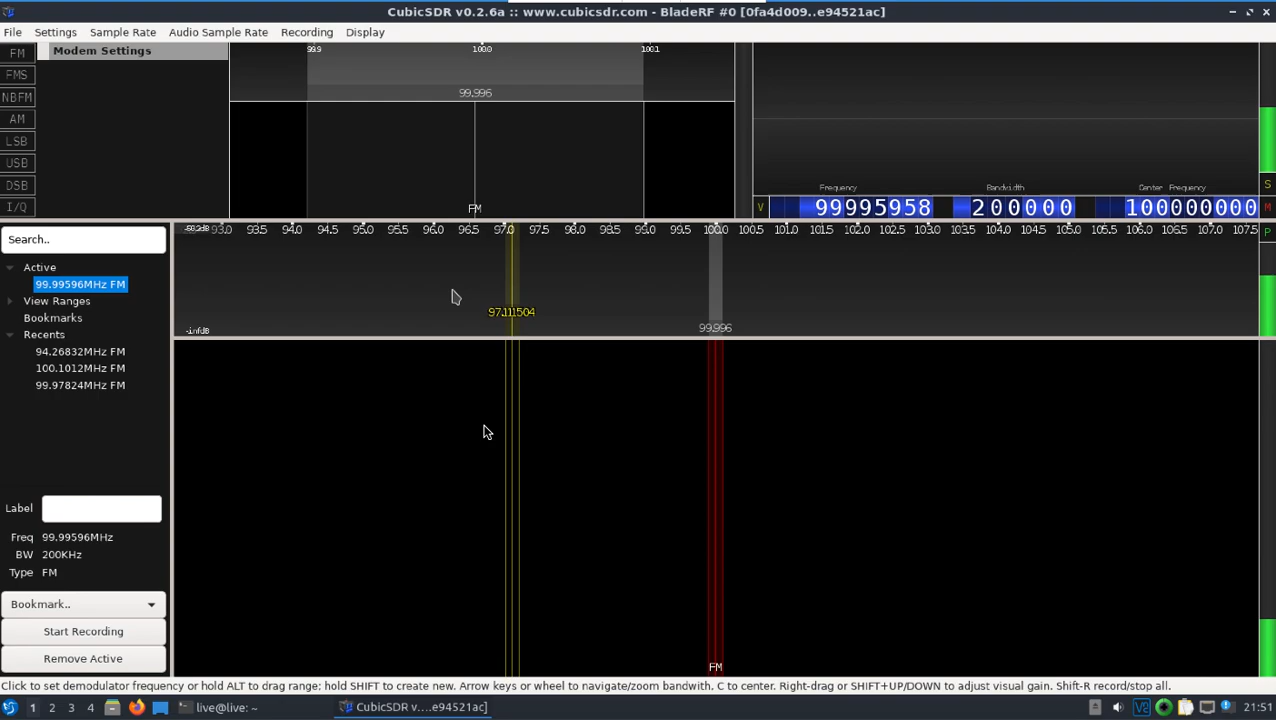 CubicSDR v0.2.6a :: www.cubicsdr.com - BladeRF #0 [0fa4d009..e94521ac]
File Settings Sample Rate Audio Sample Rate Recording Display
FM
FMS
NBFM
AM
LSB
USB
DSB
I/Q
Modem Settings
99.9 100.0 100.1
99.996
FM
Frequency Bandwidth Center Frequency
V 99995958 200000 100000000
S
M
P
Search..
Active
99.99596MHz FM
View Ranges
Bookmarks
Recents
94.26832MHz FM
100.1012MHz FM
99.97824MHz FM
Label
Freq 99.99596MHz
BW 200KHz
Type FM
Bookmark..
Start Recording
Remove Active
93.0 93.5 94.0 94.5 95.0 95.5 96.0 96.5 97.0 97.5 98.0 98.5 99.0 99.5 100.0 100.5 101.0 101.5 102.0 102.5 103.0 103.5 104.0 104.5 105.0 105.5 106.0 106.5 107.0 107.5
97.111504
99.996
-infdB
FM
Click to set demodulator frequency or hold ALT to drag range; hold SHIFT to create new. Arrow keys or wheel to navigate/zoom bandwith, C to center. Right-drag or SHIFT+UP/DOWN to adjust visual gain. Shift-R record/stop all.
1 2 3 4 live@live: ~ CubicSDR v....e94521ac] 21:51